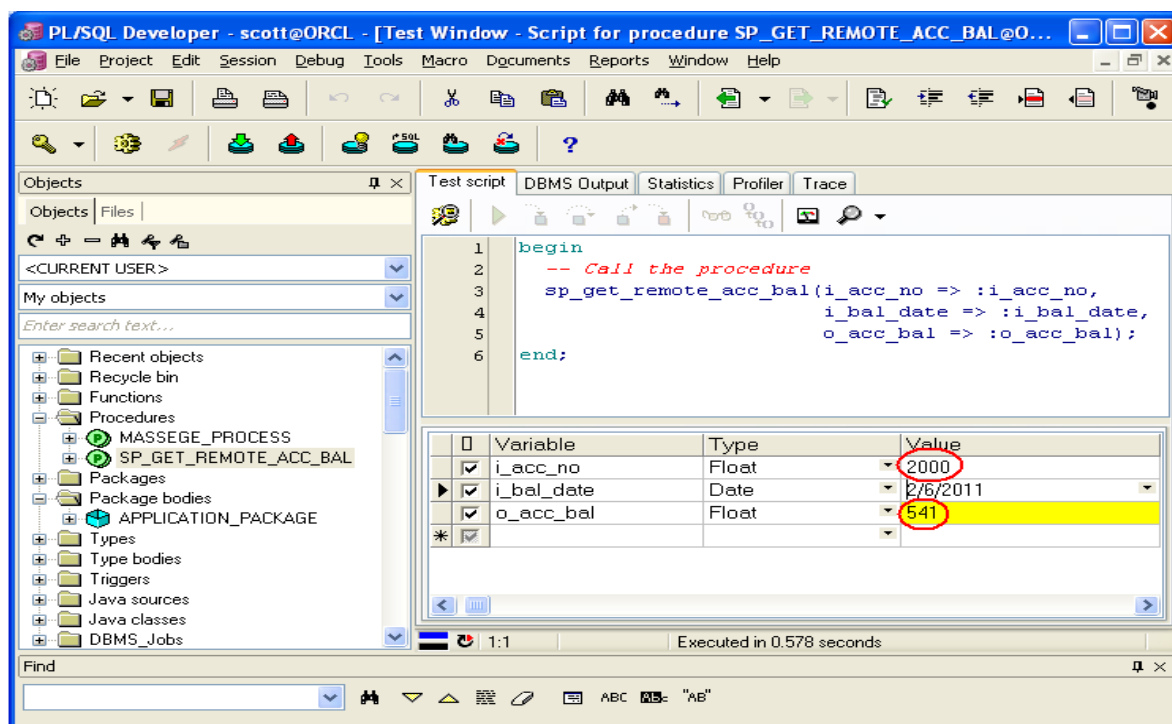 PL/SQL Developer - scott@ORCL - [Test Window - Script for procedure SP_GET_REMOTE_ACC_BAL@O...
File Project Edit Session Debug Tools Macro Documents Reports Window Help
SQL
?
Objects
Objects Files
<CURRENT USER>
My objects
Enter search text...
Recent objects
Recycle bin
Functions
Procedures
MASSEGE_PROCESS
SP_GET_REMOTE_ACC_BAL
Packages
Package bodies
APPLICATION_PACKAGE
Types
Type bodies
Triggers
Java sources
Java classes
DBMS_Jobs
Test script DBMS Output Statistics Profiler Trace
1 begin
2 -- Call the procedure
3 sp_get_remote_acc_bal(i_acc_no => :i_acc_no,
4 i_bal_date => :i_bal_date,
5 o_acc_bal => :o_acc_bal);
6 end;
Variable Type Value
i_acc_no Float 2000
i_bal_date Date 2/6/2011
o_acc_bal Float 541
*
1:1 Executed in 0.578 seconds
Find
ABC "AB"